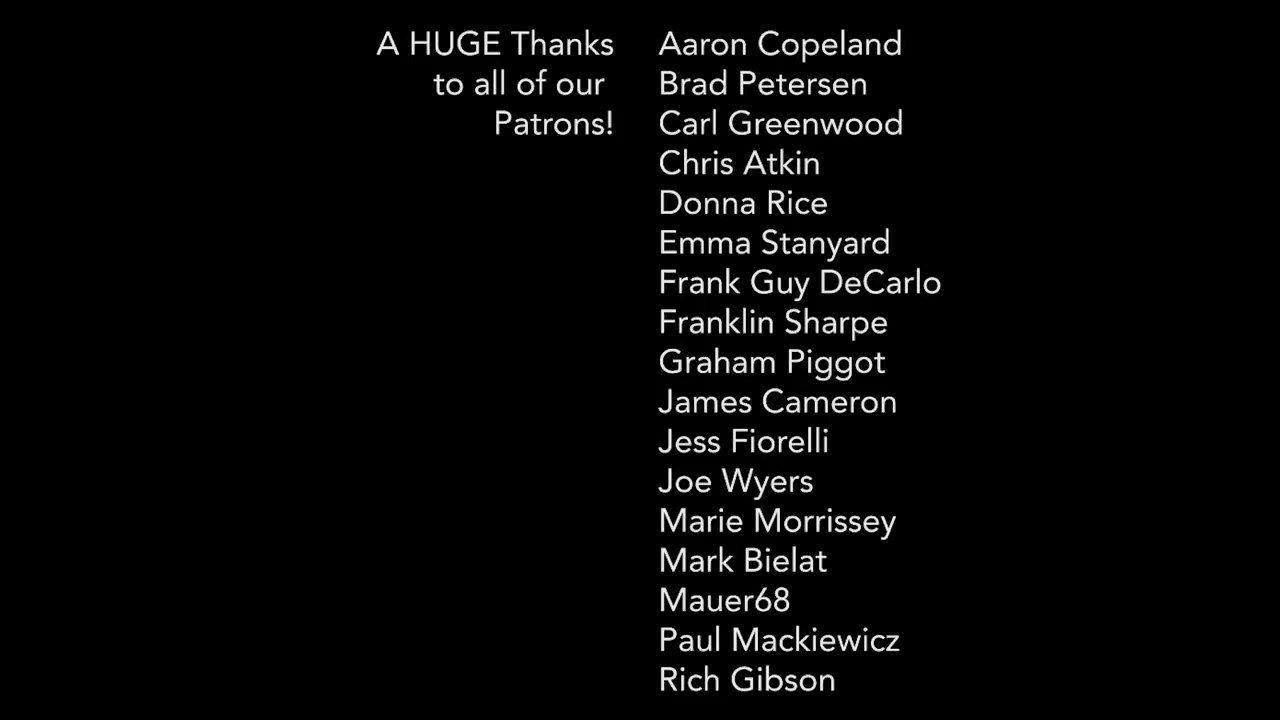 A HUGE Thanks
to all of our
Patrons!
Aaron Copeland
Brad Petersen
Carl Greenwood
Chris Atkin
Donna Rice
Emma Stanyard
Frank Guy DeCarlo
Franklin Sharpe
Graham Piggot
James Cameron
Jess Fiorelli
Joe Wyers
Marie Morrissey
Mark Bielat
Mauer68
Paul Mackiewicz
Rich Gibson